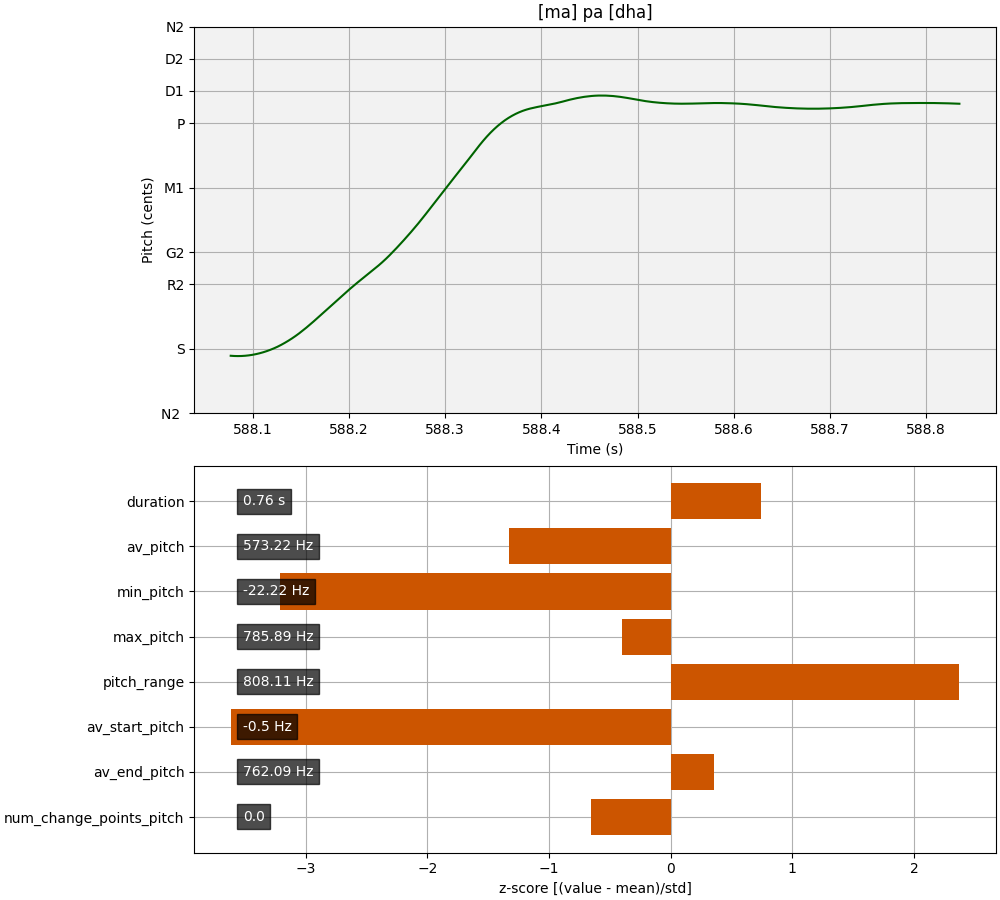 [ma] pa [dha]
N2
D2
D1
P
M1
G2
R2
S
N2
Pitch (cents)
588.1 588.2 588.3 588.4 588.5 588.6 588.7 588.8
Time (s)
duration 0.76 s
av_pitch 573.22 Hz
min_pitch -22.22 Hz
max_pitch 785.89 Hz
pitch_range 808.11 Hz
av_start_pitch -0.5 Hz
av_end_pitch 762.09 Hz
num_change_points_pitch 0.0
−3 −2 −1 0 1 2
z-score [(value - mean)/std]